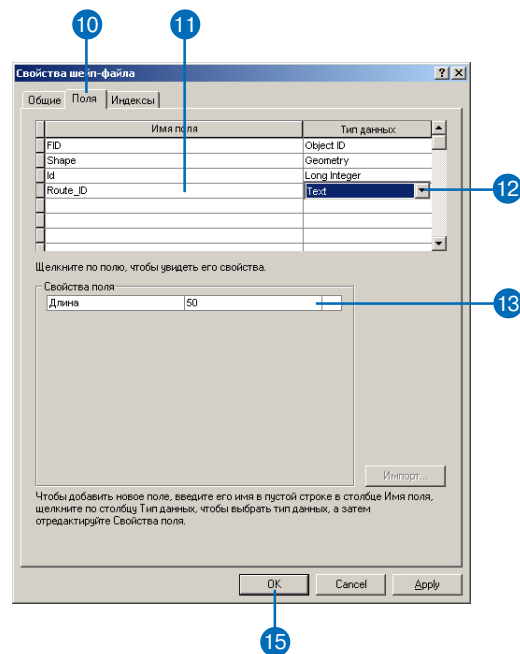 10 11
Свойства шейп-файла ? ×
Общие Поля Индексы
Имя поля Тип данных
FID Object ID
Shape Geometry
Id Long Integer
Route_ID Text 12
Щелкните по полю, чтобы увидеть его свойства.
Свойства поля
Длина 50 13
Импорт...
Чтобы добавить новое поле, введите его имя в пустой строке в столбце Имя поля,
щелкните по столбцу Тип данных, чтобы выбрать тип данных, а затем
отредактируйте Свойства поля.
OK Cancel Apply
15